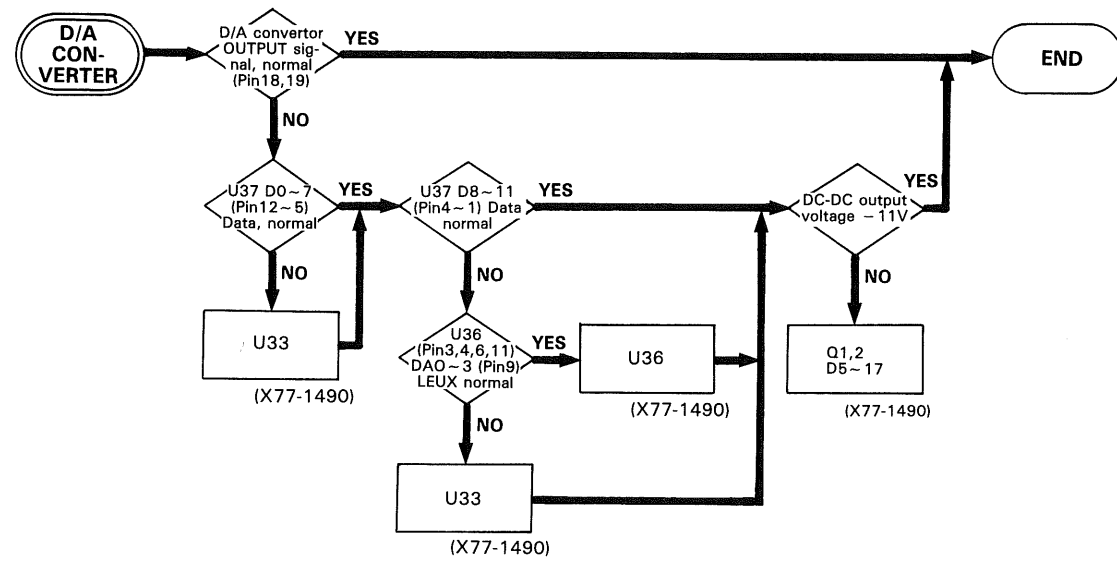 D/A
CON-
VERTER
D/A convertor
OUTPUT sig-
nal, normal
(Pin18, 19)
YES
END
NO
U37 D0~7
(Pin12~5)
Data, normal
YES
U37 D8~11
(Pin4~1) Data
normal
YES
DC-DC output
voltage -11V
YES
NO
NO
NO
U33
(X77-1490)
U36
(Pin3,4,6,11)
DA0~3 (Pin9)
LEUX normal
YES
U36
(X77-1490)
Q1,2
D5~17
(X77-1490)
NO
U33
(X77-1490)